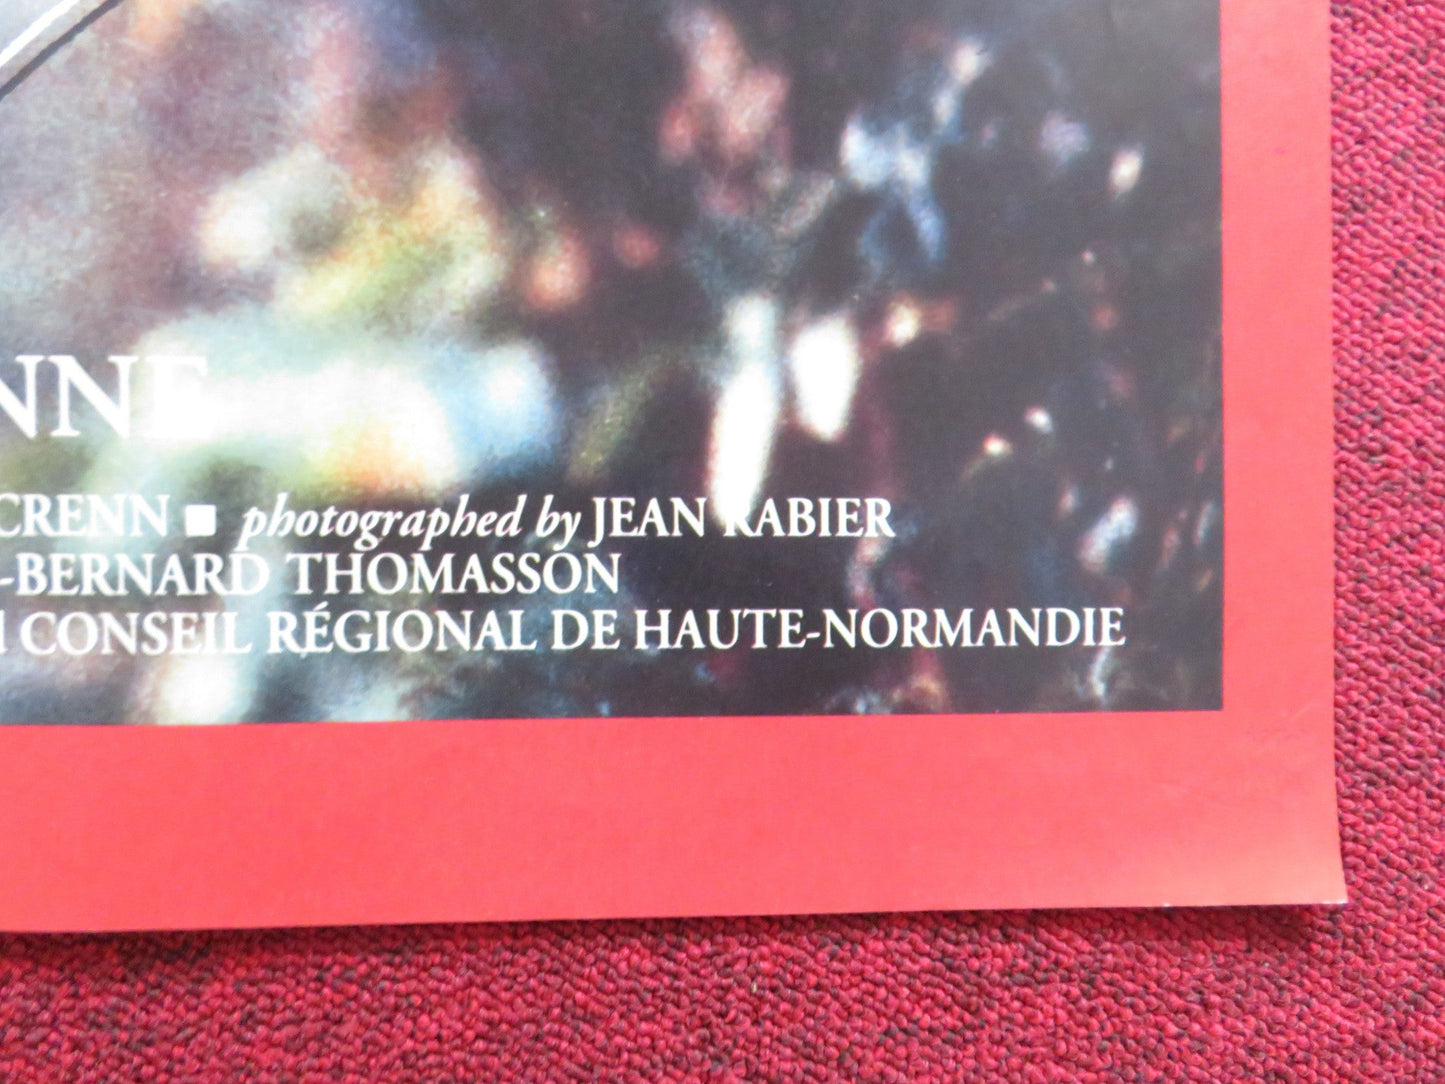 NNE
CRENN ■ photographed by JEAN RABIER
-BERNARD THOMASSON
CONSEIL RÉGIONAL DE HAUTE-NORMANDIE